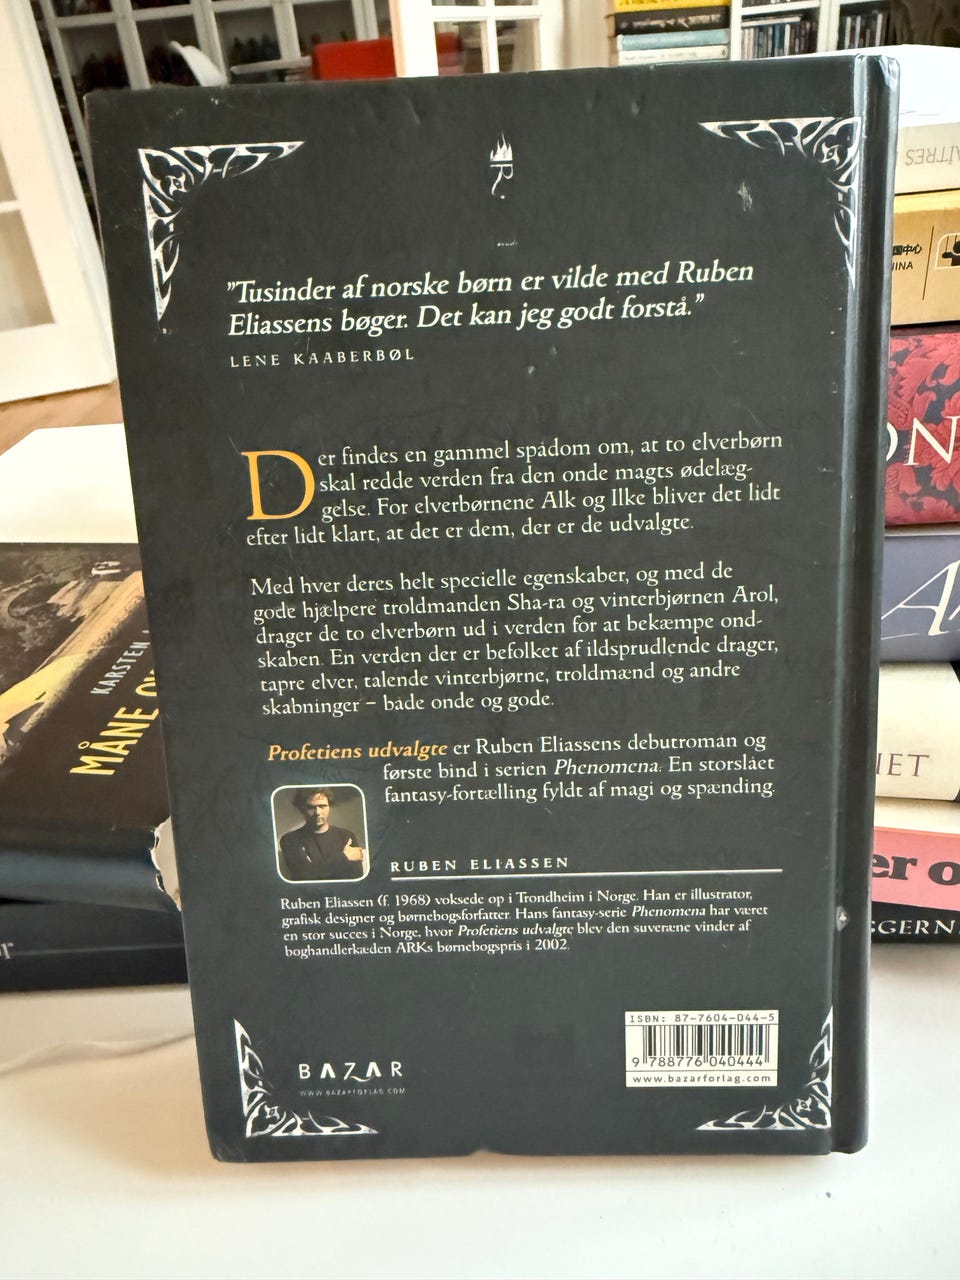 "Tusinder af norske børn er vilde med Ruben
Eliassens bøger. Det kan jeg godt forstå."
LENE KAABERBØL
Der findes en gammel spådom om, at to elverbørn
skal redde verden fra den onde magts ødelæg-
gelse. For elverbørnene Alk og Ilke bliver det lidt
efter lidt klart, at det er dem, der er de udvalgte.
Med hver deres helt specielle egenskaber, og med de
gode hjælpere troldmanden Sha-ra og vinterbjørnen Arol,
drager de to elverbørn ud i verden for at bekæmpe ond-
skaben. En verden der er befolket af ildsprudlende drager,
tapre elver, talende vinterbjørne, troldmænd og andre
skabninger – både onde og gode.
Profetiens udvalgte er Ruben Eliassens debutroman og
første bind i serien Phenomena. En storslået
fantasy-fortælling fyldt af magi og spænding.
RUBEN ELIASSEN
Ruben Eliassen (f. 1968) voksede op i Trondheim i Norge. Han er illustrator,
grafisk designer og børnebogsforfatter. Hans fantasy-serie Phenomena har været
en stor succes i Norge, hvor Profetiens udvalgte blev den suveræne vinder af
boghandlerkæden ARKs børnebogspris i 2002.
BAZAR
WWW.BAZARFORLAG.COM
ISBN: 87-7604-044-5
9 788776 040444
www.bazarforlag.com
KARSTEN
MÅNE